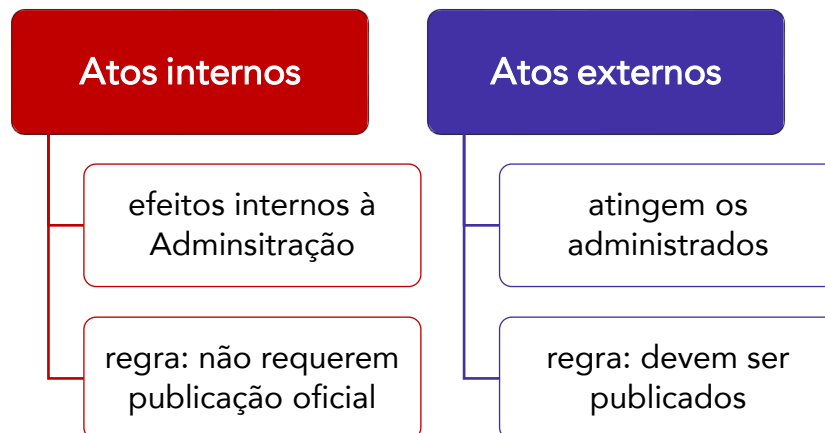 Atos internos
efeitos internos à
Adminsitração
regra: não requerem
publicação oficial
Atos externos
atingem os
administrados
regra: devem ser
publicados